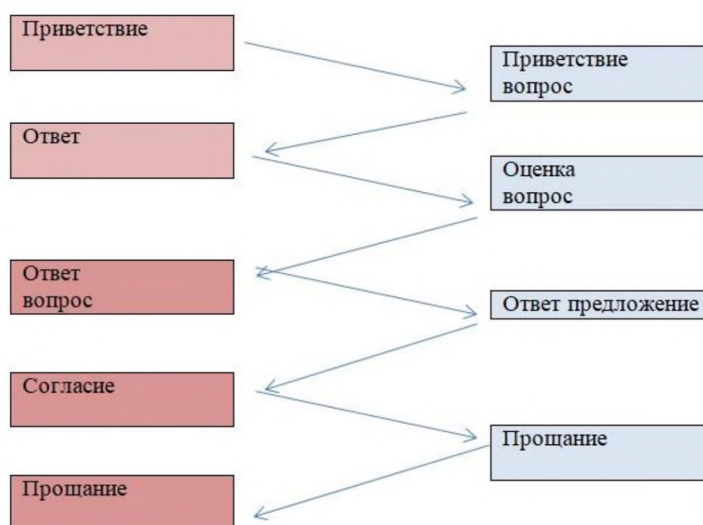 Приветствие
Приветствие
вопрос
Ответ
Оценка
вопрос
Ответ
вопрос
Ответ предложение
Согласие
Прощание
Прощание